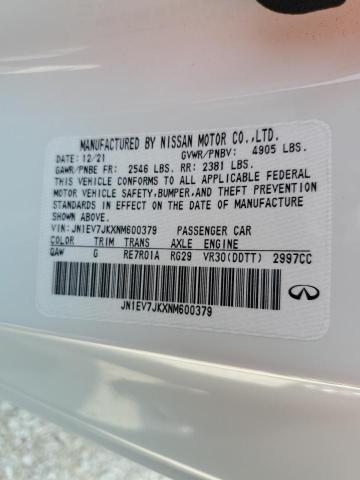 MANUFACTURED BY NISSAN MOTOR CO.,LTD.
DATE: 12/21 GVWR/PNBV: 4905 LBS.
GAWR/PNBE FR: 2546 LBS. RR: 2381 LBS.
THIS VEHICLE CONFORMS TO ALL APPLICABLE FEDERAL
MOTOR VEHICLE SAFETY,BUMPER,AND THEFT PREVENTION
STANDARDS IN EFFECT ON THE DATE OF MANUFACTURE
SHOWN ABOVE.
VIN: JN1EV7JKXNM600379 PASSENGER CAR
COLOR TRIM TRANS AXLE ENGINE
QAW G RE7R01A RG29 VR30(DDTT) 2997CC
JN1EV7JKXNM600379